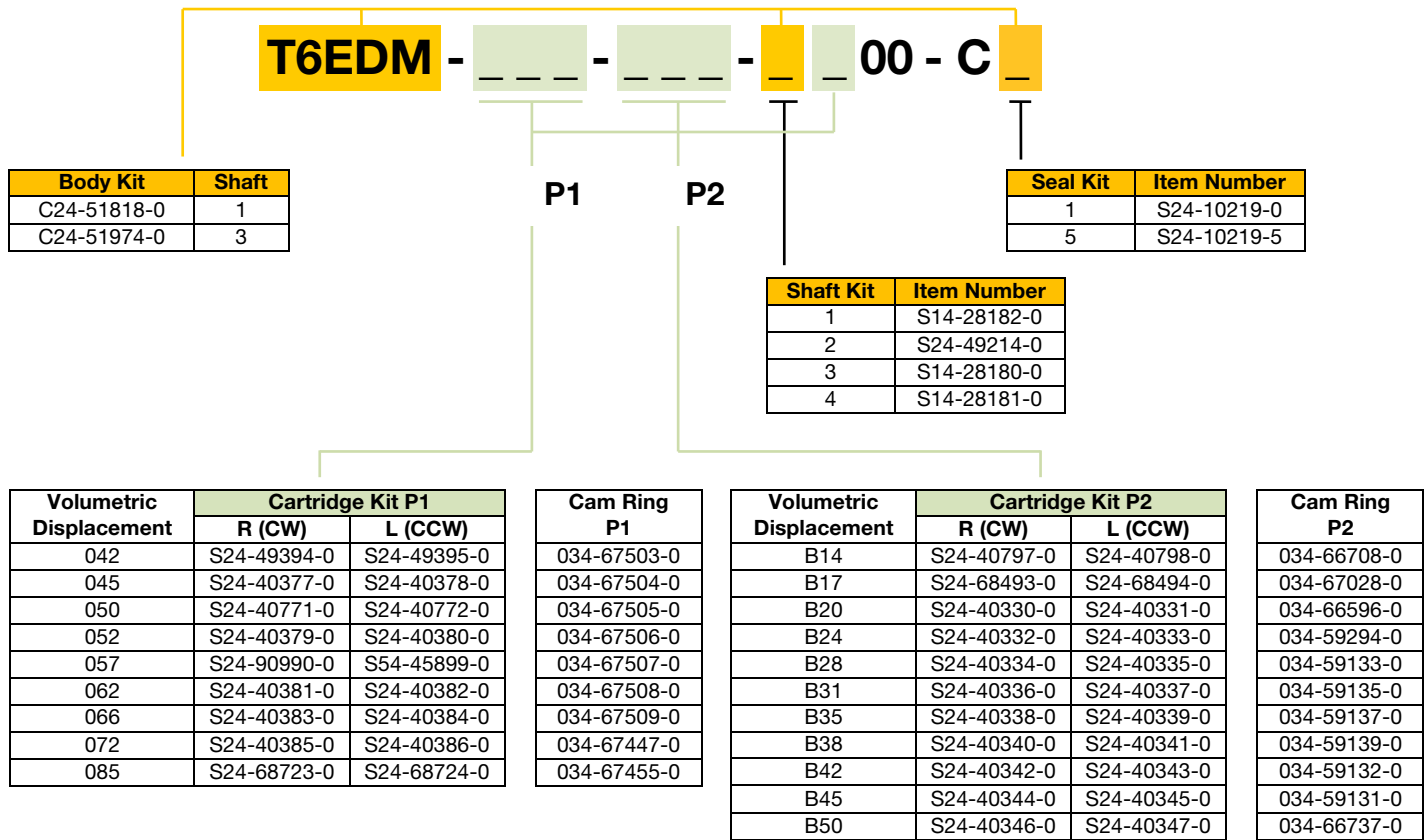 T6EDM - _ _ _ - _ _ _ - _ _ 00 - C _
Body Kit Shaft
C24-51818-0 1
C24-51974-0 3
P1 P2
Seal Kit Item Number
1 S24-10219-0
5 S24-10219-5
Shaft Kit Item Number
1 S14-28182-0
2 S24-49214-0
3 S14-28180-0
4 S14-28181-0
Volumetric Displacement Cartridge Kit P1 Cam Ring P1
R (CW) L (CCW)
042 S24-49394-0 S24-49395-0 034-67503-0
045 S24-40377-0 S24-40378-0 034-67504-0
050 S24-40771-0 S24-40772-0 034-67505-0
052 S24-40379-0 S24-40380-0 034-67506-0
057 S24-90990-0 S54-45899-0 034-67507-0
062 S24-40381-0 S24-40382-0 034-67508-0
066 S24-40383-0 S24-40384-0 034-67509-0
072 S24-40385-0 S24-40386-0 034-67447-0
085 S24-68723-0 S24-68724-0 034-67455-0
Volumetric Displacement Cartridge Kit P2 Cam Ring P2
R (CW) L (CCW)
B14 S24-40797-0 S24-40798-0 034-66708-0
B17 S24-68493-0 S24-68494-0 034-67028-0
B20 S24-40330-0 S24-40331-0 034-66596-0
B24 S24-40332-0 S24-40333-0 034-59294-0
B28 S24-40334-0 S24-40335-0 034-59133-0
B31 S24-40336-0 S24-40337-0 034-59135-0
B35 S24-40338-0 S24-40339-0 034-59137-0
B38 S24-40340-0 S24-40341-0 034-59139-0
B42 S24-40342-0 S24-40343-0 034-59132-0
B45 S24-40344-0 S24-40345-0 034-59131-0
B50 S24-40346-0 S24-40347-0 034-66737-0